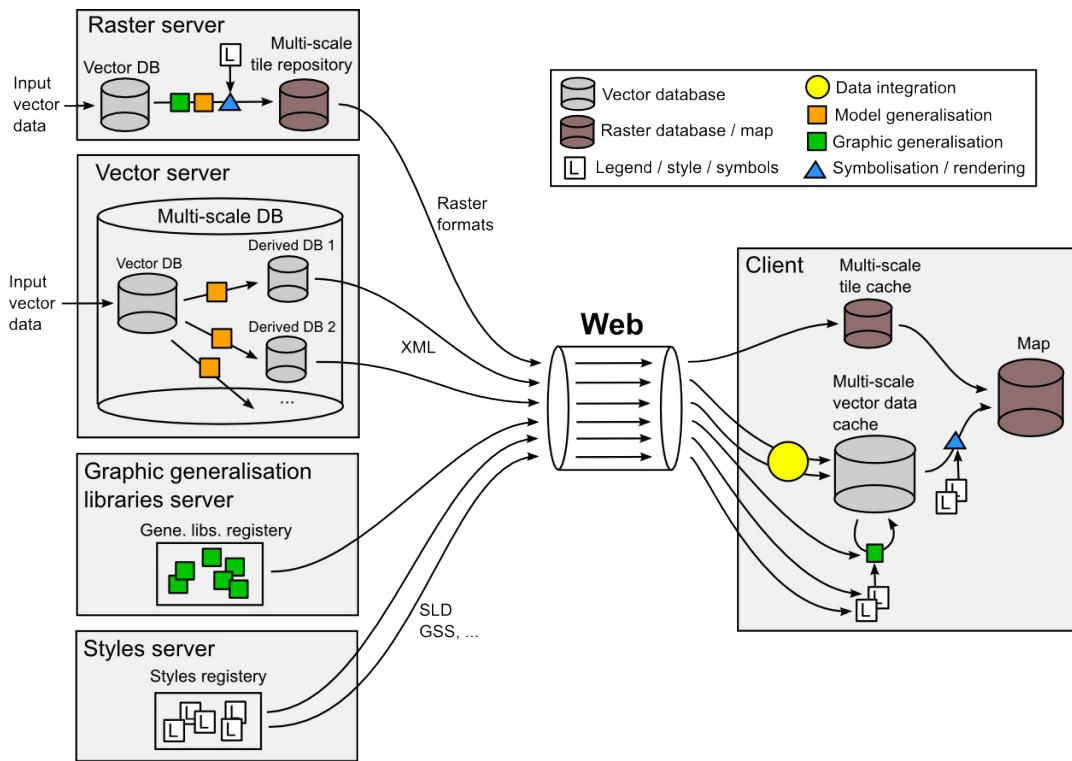 Raster server
Vector DB
L
Multi-scale
tile repository
Input
vector
data
Vector server
Multi-scale DB
Vector DB
Derived DB 1
Derived DB 2
...
Input
vector
data
Graphic generalisation
libraries server
Gene. libs. registery
Styles server
Styles registery
L
L
L
L
L
Raster
formats
XML
SLD
GSS, ...
Web
Vector database
Raster database / map
L
Legend / style / symbols
Data integration
Model generalisation
Graphic generalisation
Symbolisation / rendering
Client
Multi-scale
tile cache
Map
Multi-scale
vector data
cache
L
L
L
L